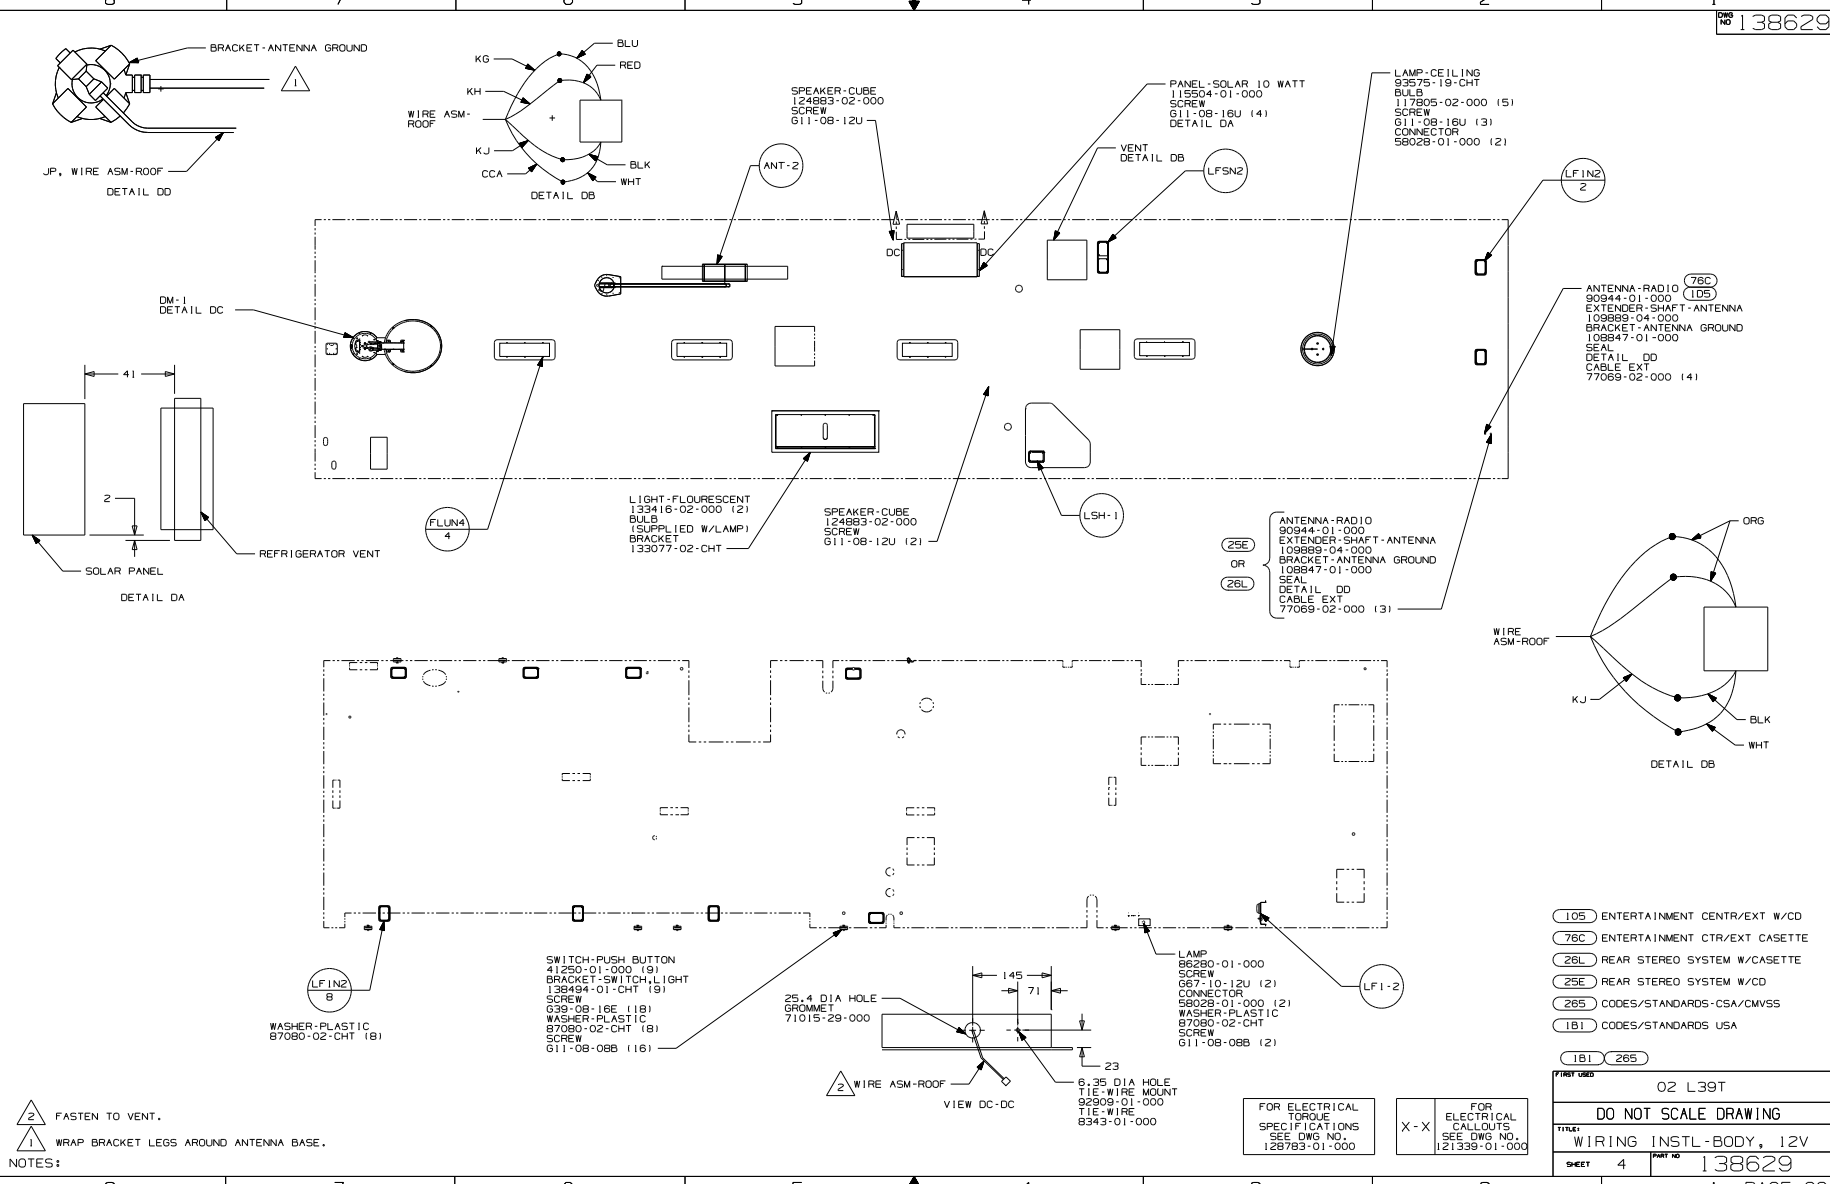 DWG NO 138629
BRACKET-ANTENNA GROUND
1
JP, WIRE ASM-ROOF
DETAIL DD
KG
BLU
RED
KH
WIRE ASM-
ROOF
KJ
CCA
BLK
WHT
DETAIL DB
SPEAKER-CUBE
124883-02-000
SCREW
G11-08-12U
ANT-2
PANEL-SOLAR 10 WATT
115504-01-000
SCREW
G11-08-16U (4)
DETAIL DA
VENT
DETAIL DB
LFSN2
LAMP-CEILING
93575-19-CHT
BULB
117805-02-000 (5)
SCREW
G11-08-16U (3)
CONNECTOR
58028-01-000 (2)
LFIN2
2
DC
DC
DM-1
DETAIL DC
ANTENNA-RADIO 76C
90944-01-000 1D5
EXTENDER-SHAFT-ANTENNA
109889-04-000
BRACKET-ANTENNA GROUND
108847-01-000
SEAL
DETAIL DD
CABLE EXT
77069-02-000 (4)
41
2
REFRIGERATOR VENT
SOLAR PANEL
DETAIL DA
FLUN4
4
LIGHT-FLOURESCENT
133416-02-000 (2)
BULB
(SUPPLIED W/LAMP)
BRACKET
133077-02-CHT
SPEAKER-CUBE
124883-02-000
SCREW
G11-08-12U (2)
LSH-1
25E
OR
26L
ANTENNA-RADIO
90944-01-000
EXTENDER-SHAFT-ANTENNA
109889-04-000
BRACKET-ANTENNA GROUND
108847-01-000
SEAL
DETAIL DD
CABLE EXT
77069-02-000 (3)
ORG
WIRE
ASM-ROOF
KJ
BLK
WHT
DETAIL DB
LFIN2
8
WASHER-PLASTIC
87080-02-CHT (8)
SWITCH-PUSH BUTTON
41250-01-000 (9)
BRACKET-SWITCH,LIGHT
138494-01-CHT (9)
SCREW
G39-08-16E (18)
WASHER-PLASTIC
87080-02-CHT (8)
SCREW
G11-08-08B (16)
25.4 DIA HOLE
GROMMET
71015-29-000
145
71
23
2 WIRE ASM-ROOF
VIEW DC-DC
6.35 DIA HOLE
TIE-WIRE MOUNT
92909-01-000
TIE-WIRE
8343-01-000
LAMP
86280-01-000
SCREW
G67-10-12U (2)
CONNECTOR
58028-01-000 (2)
WASHER-PLASTIC
87080-02-CHT
SCREW
G11-08-08B (2)
LF1-2
105 ENTERTAINMENT CENTR/EXT W/CD
76C ENTERTAINMENT CTR/EXT CASETTE
26L REAR STEREO SYSTEM W/CASETTE
25E REAR STEREO SYSTEM W/CD
265 CODES/STANDARDS-CSA/CMVSS
1B1 CODES/STANDARDS USA
1B1 265
FIRST USED
02 L39T
DO NOT SCALE DRAWING
TITLE:
WIRING INSTL-BODY, 12V
SHEET 4 PART NO 138629
FOR ELECTRICAL
TORQUE
SPECIFICATIONS
SEE DWG NO.
128783-01-000
X-X
FOR
ELECTRICAL
CALLOUTS
SEE DWG NO.
121339-01-000
2 FASTEN TO VENT.
1 WRAP BRACKET LEGS AROUND ANTENNA BASE.
NOTES: